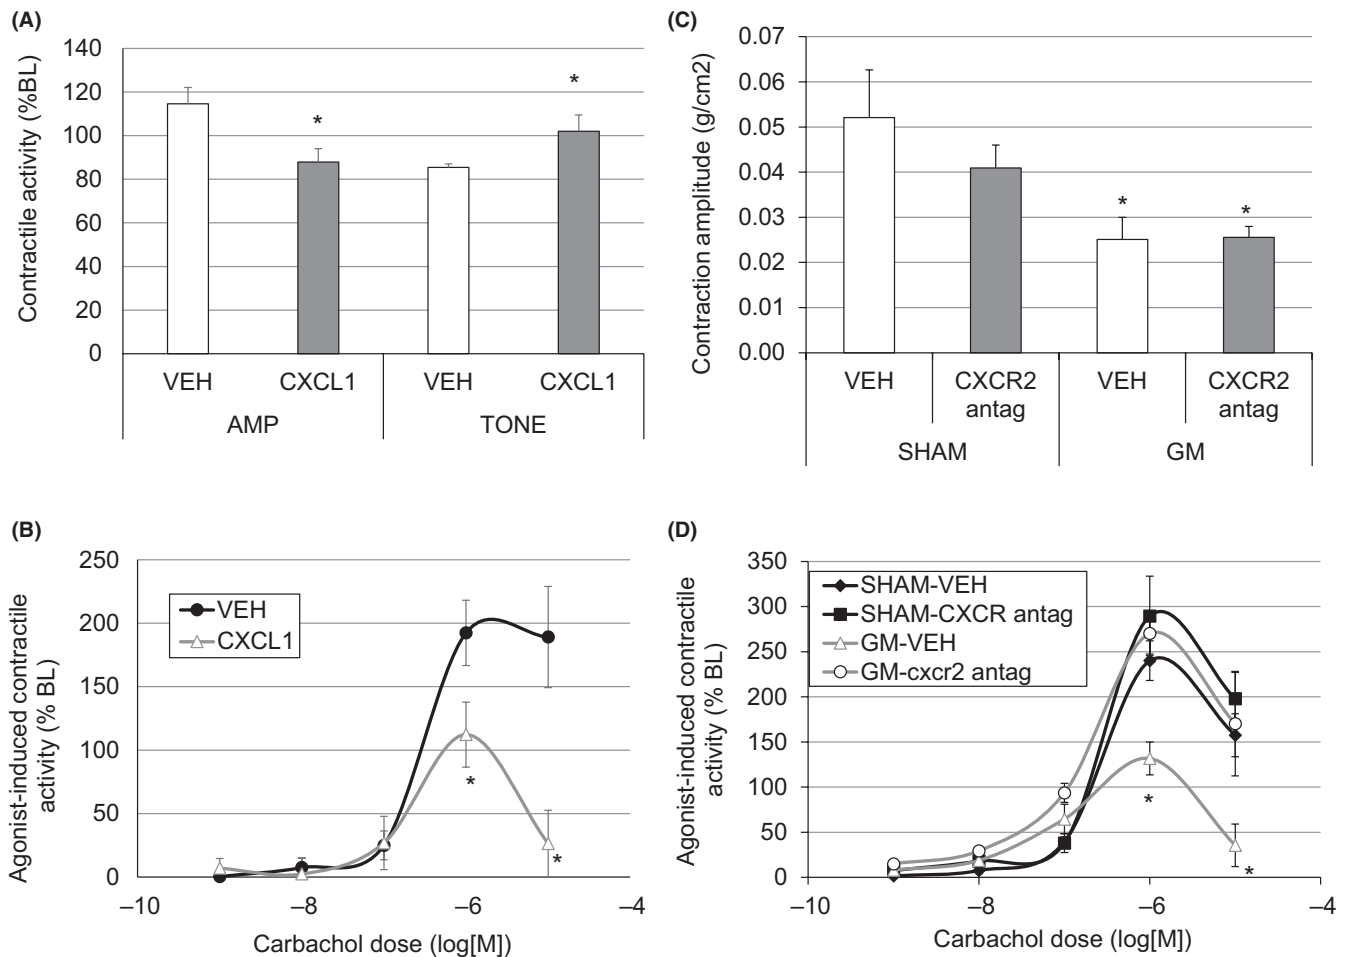 (A)
Contractile activity (%BL)
140
120
100
80
60
40
20
0
*
*
VEH CXCL1 VEH CXCL1
AMP TONE
(C)
Contraction amplitude (g/cm2)
0.07
0.06
0.05
0.04
0.03
0.02
0.01
0.00
*
*
VEH CXCR2 VEH CXCR2
antag antag
SHAM GM
(B)
Agonist-induced contractile
activity (% BL)
250
200
150
100
50
0
VEH
CXCL1
*
*
–10 –8 –6 –4
Carbachol dose (log[M])
(D)
Agonist-induced contractile
activity (% BL)
350
300
250
200
150
100
50
0
SHAM-VEH
SHAM-CXCR antag
GM-VEH
GM-cxcr2 antag
*
*
–10 –8 –6 –4
Carbachol dose (log[M])